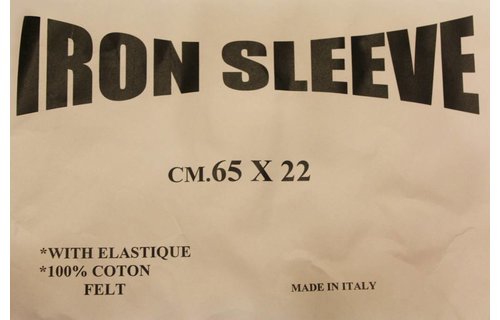 IRON SLEEVE
CM.65 X 22
*WITH ELASTIQUE
*100% COTON
FELT
MADE IN ITALY